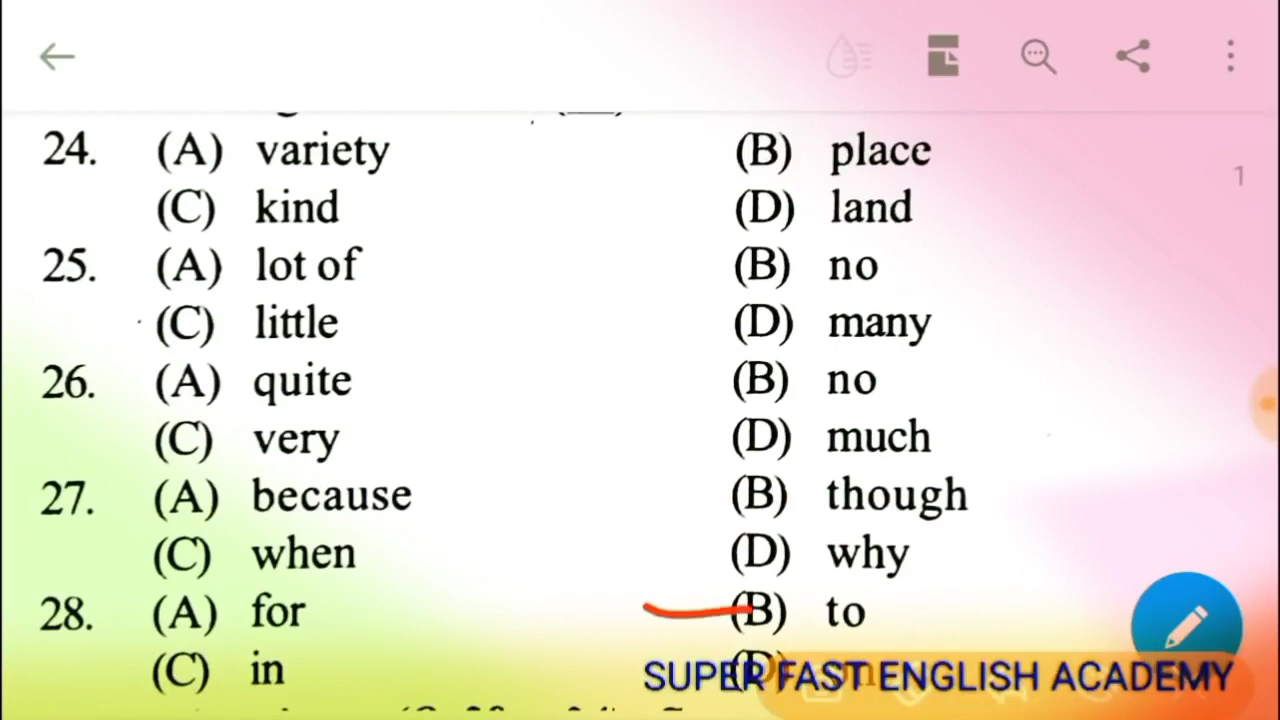 1
24. (A) variety (B) place
(C) kind (D) land
25. (A) lot of (B) no
(C) little (D) many
26. (A) quite (B) no
(C) very (D) much
27. (A) because (B) though
(C) when (D) why
28. (A) for (B) to
(C) in (D)
SUPER FAST ENGLISH ACADEMY